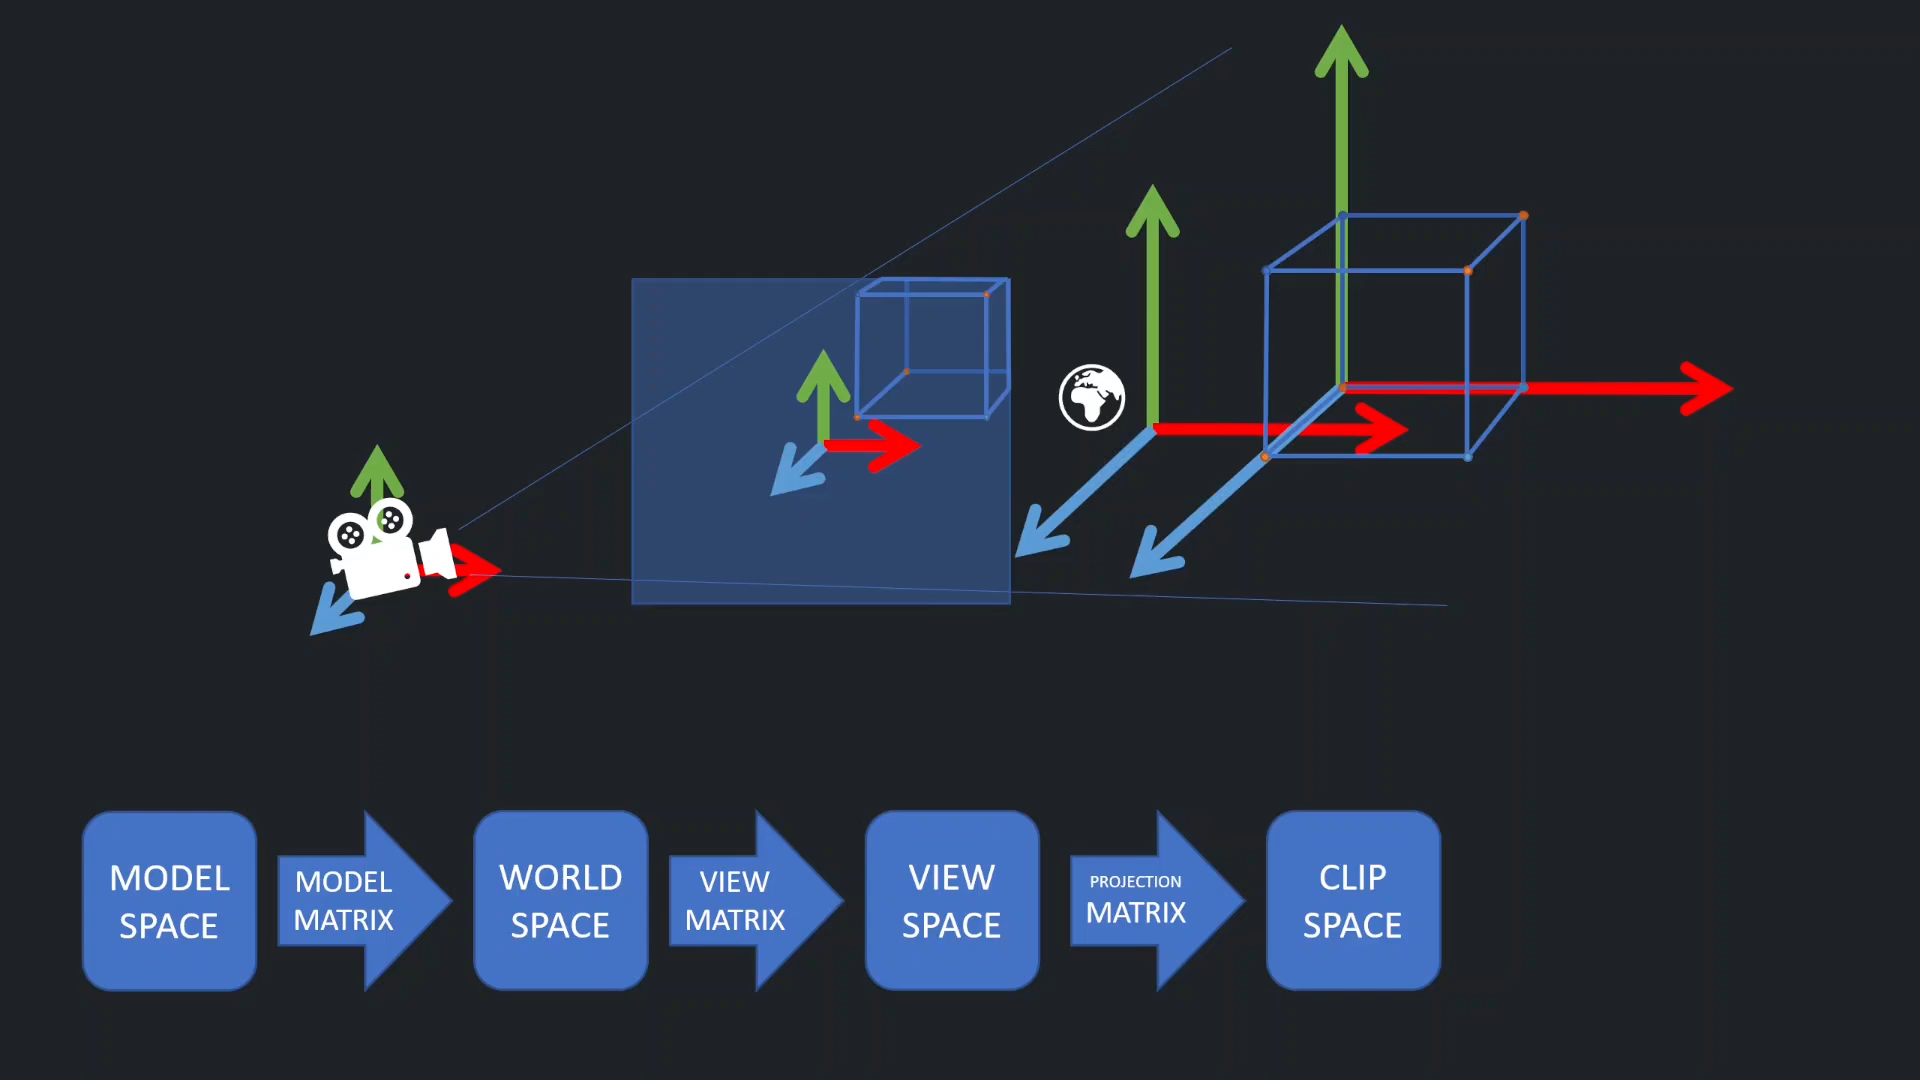 MODEL
SPACE
MODEL
MATRIX
WORLD
SPACE
VIEW
MATRIX
VIEW
SPACE
PROJECTION
MATRIX
CLIP
SPACE